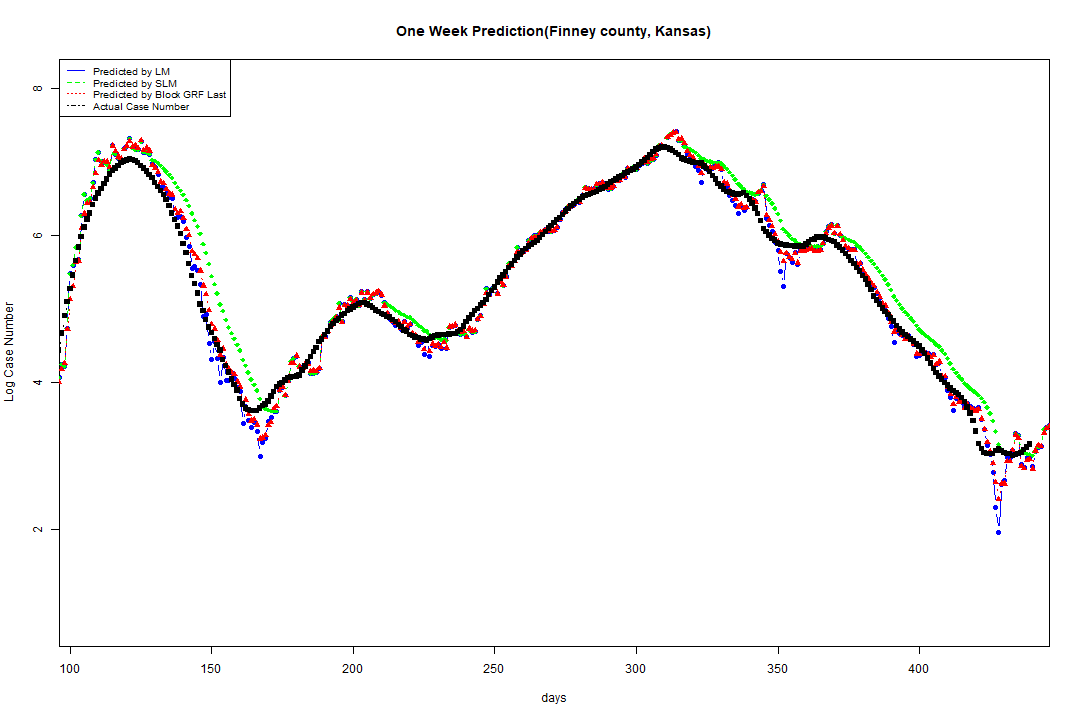 One Week Prediction(Finney county, Kansas)
Predicted by LM
Predicted by SLM
Predicted by Block GRF Last
Actual Case Number
8
6
4
2
Log Case Number
100 150 200 250 300 350 400
days